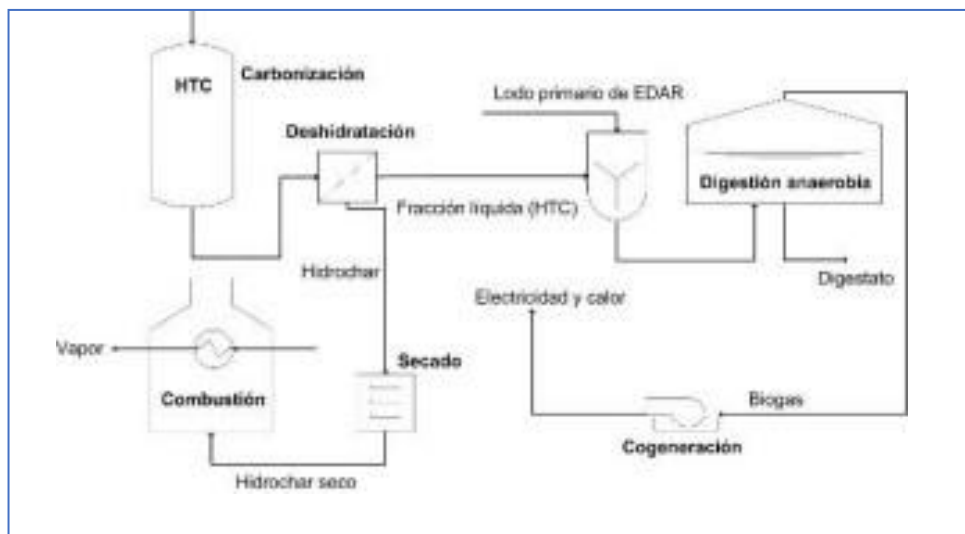 HTC
Carbonización
Lodo primario de EDAR
Deshidratación
Digestión anaerobia
Fracción líquida (HTC)
Hidrochar
Digestato
Electricidad y calor
Vapor
Secado
Combustión
Biogas
Cogeneración
Hidrochar seco